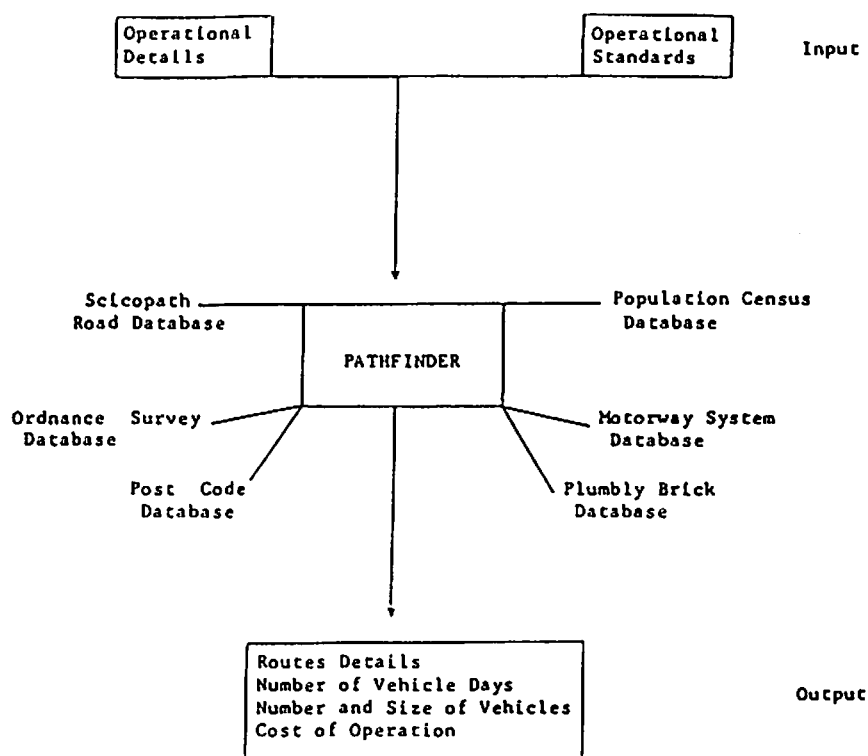 Operational
Details
Operational
Standards
Input
Scicopath
Road Database
Population Census
Database
PATHFINDER
Ordnance Survey
Database
Motorway System
Database
Post Code
Database
Plumbly Brick
Database
Routes Details
Number of Vehicle Days
Number and Size of Vehicles
Cost of Operation
Output